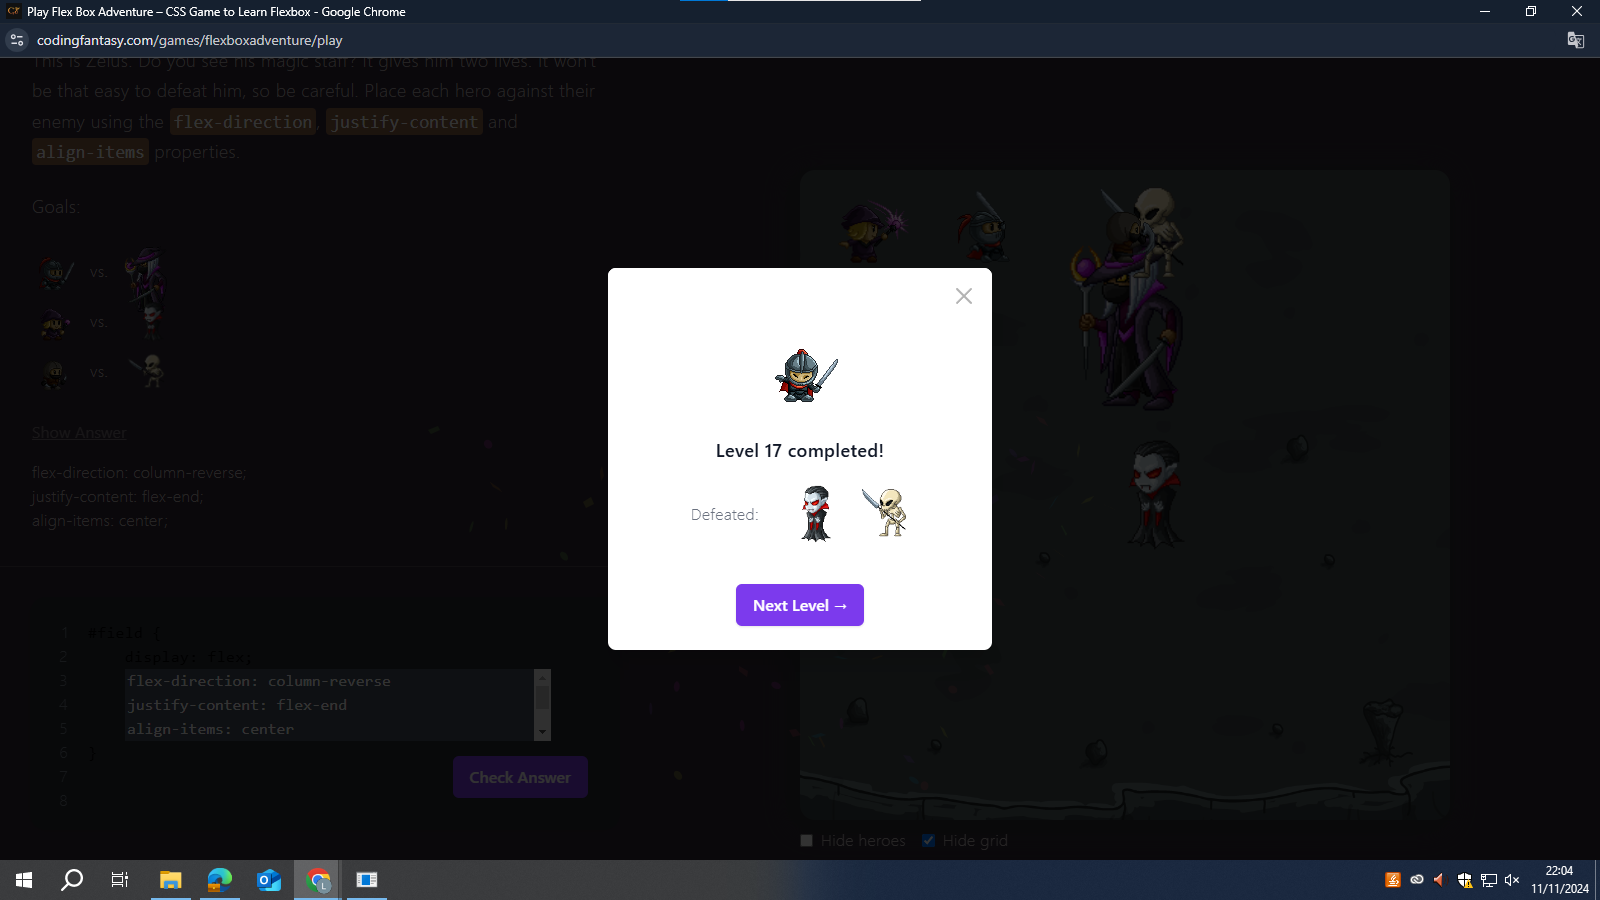 Play Flex Box Adventure – CSS Game to Learn Flexbox - Google Chrome
codingfantasy.com/games/flexboxadventure/play
This is Zelus. Do you see his magic staff? It gives him two lives. It won't
be that easy to defeat him, so be careful. Place each hero against their
enemy using the flex-direction, justify-content and
align-items properties.
Goals:
vs.
vs.
vs.
Show Answer
flex-direction: column-reverse;
justify-content: flex-end;
align-items: center;
1 #field {
2 display: flex;
3 flex-direction: column-reverse
4 justify-content: flex-end
5 align-items: center
6 }
7
8
Check Answer
Level 17 completed!
Defeated:
Next Level →
Hide heroes Hide grid
L
22:04
11/11/2024